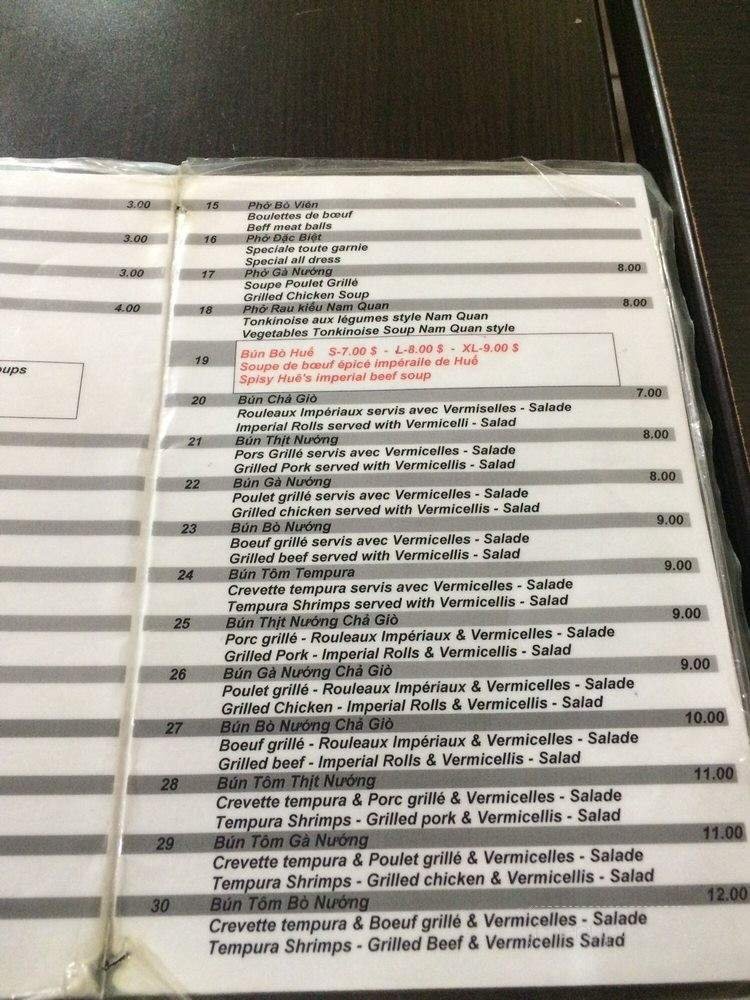 3.00
3.00
3.00
4.00
oups
15 Phở Bò Viên
Boulettes de bœuf
Beff meat balls
16 Phở Đặc Biệt
Speciale toute garnie
Special all dress
17 Phở Gà Nướng 8.00
Soupe Poulet Grillé
Grilled Chicken Soup
18 Phở Rau kiểu Nam Quan 8.00
Tonkinoise aux légumes style Nam Quan
Vegetables Tonkinoise Soup Nam Quan style
19 Bún Bò Huế S-7.00 $ - L-8.00 $ - XL-9.00 $
Soupe de bœuf épicé impéraile de Huế
Spisy Huê's imperial beef soup
20 Bún Chả Giò 7.00
Rouleaux Impériaux servis avec Vermiselles - Salade
Imperial Rolls served with Vermicelli - Salad
21 Bún Thịt Nướng 8.00
Pors Grillé servis avec Vermicelles - Salade
Grilled Pork served with Vermicellis - Salad
22 Bún Gà Nướng 8.00
Poulet grillé servis avec Vermicelles - Salade
Grilled chicken served with Vermicellis - Salad
23 Bún Bò Nướng 9.00
Boeuf grillé servis avec Vermicelles - Salade
Grilled beef served with Vermicellis - Salad
24 Bún Tôm Tempura 9.00
Crevette tempura servis avec Vermicelles - Salade
Tempura Shrimps served with Vermicellis - Salad
25 Bún Thịt Nướng Chả Giò 9.00
Porc grillé - Rouleaux Impériaux & Vermicelles - Salade
Grilled Pork - Imperial Rolls & Vermicellis - Salad
26 Bún Gà Nướng Chả Giò 9.00
Poulet grillé - Rouleaux Impériaux & Vermicelles - Salade
Grilled Chicken - Imperial Rolls & Vermicellis - Salad
27 Bún Bò Nướng Chả Giò 10.00
Boeuf grillé - Rouleaux Impériaux & Vermicelles - Salade
Grilled beef - Imperial Rolls & Vermicellis - Salad
28 Bún Tôm Thịt Nướng 11.00
Crevette tempura & Porc grillé & Vermicelles - Salade
Tempura Shrimps - Grilled pork & Vermicellis - Salad
29 Bún Tôm Gà Nướng 11.00
Crevette tempura & Poulet grillé & Vermicelles - Salade
Tempura Shrimps - Grilled chicken & Vermicellis - Salad
30 Bún Tôm Bò Nướng 12.00
Crevette tempura & Boeuf grillé & Vermicelles - Salade
Tempura Shrimps - Grilled Beef & Vermicellis Salad